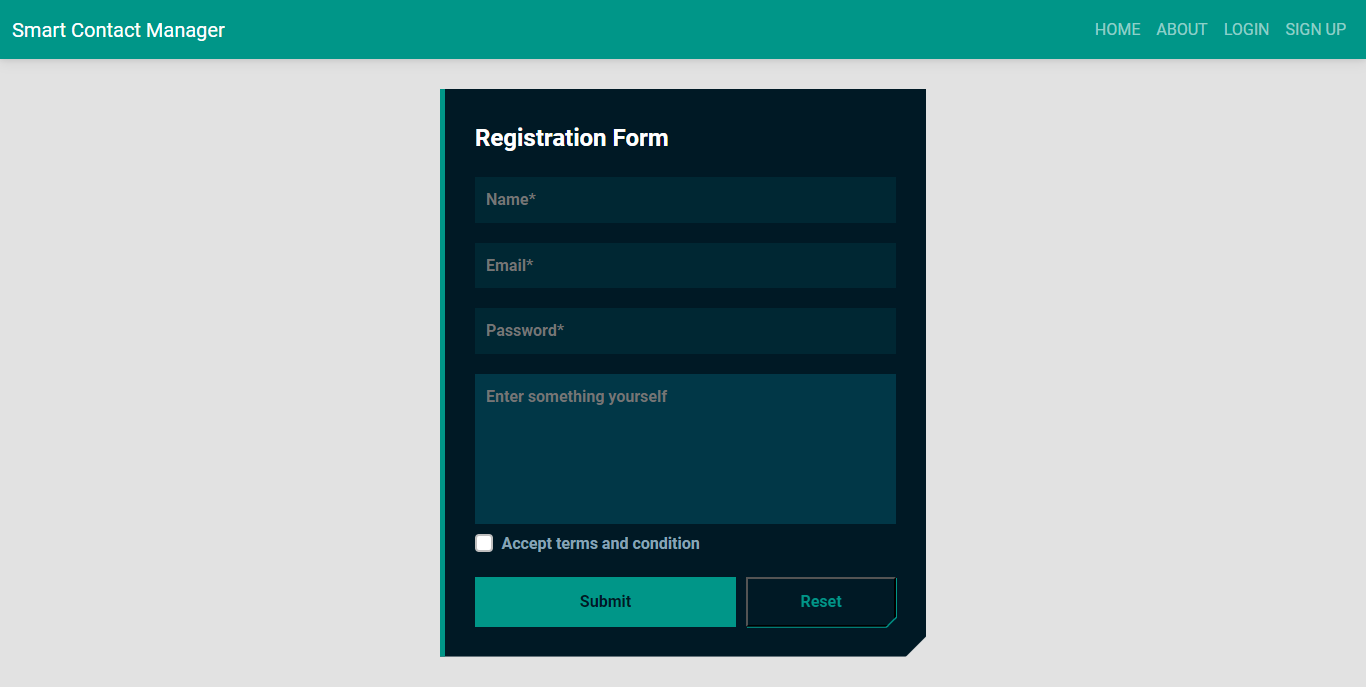 Smart Contact Manager HOME ABOUT LOGIN SIGN UP
Registration Form
Name*
Email*
Password*
Enter something yourself
Accept terms and condition
Submit Reset